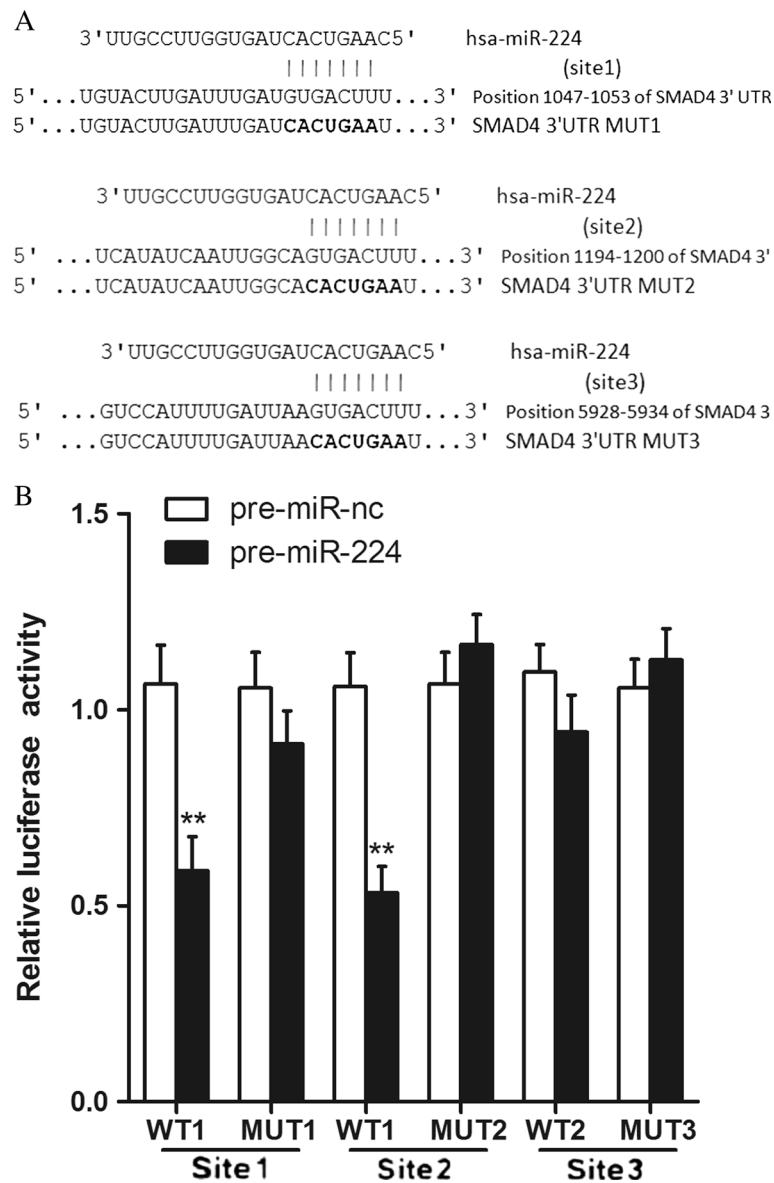 A
3'UUGCCUUGGUGAUCACUGAAC5' hsa-miR-224
(site1)
5'...UGUACUUGAUUUGAUGUGACUUU...3' Position 1047-1053 of SMAD4 3' UTR
5'...UGUACUUGAUUUGAUCACUGAAU...3' SMAD4 3'UTR MUT1
3'UUGCCUUGGUGAUCACUGAAC5' hsa-miR-224
(site2)
5' ...UCAUAUCAAUUGGCAGUGACUUU...3' Position 1194-1200 of SMAD4 3'
5' ...UCAUAUCAAUUGGCACACUGAAU...3' SMAD4 3'UTR MUT2
3'UUGCCUUGGUGAUCACUGAAC5' hsa-miR-224
(site3)
5' ...GUCCAUUUUGAUUAAGUGACUUU...3' Position 5928-5934 of SMAD4 3
5' ...GUCCAUUUUGAUUAACACUGAAU...3' SMAD4 3'UTR MUT3
B
pre-miR-nc
pre-miR-224
Relative luciferase activity
1.5
1.0
0.5
0.0
**
**
WT1 MUT1 WT1 MUT2 WT2 MUT3
Site 1 Site 2 Site 3